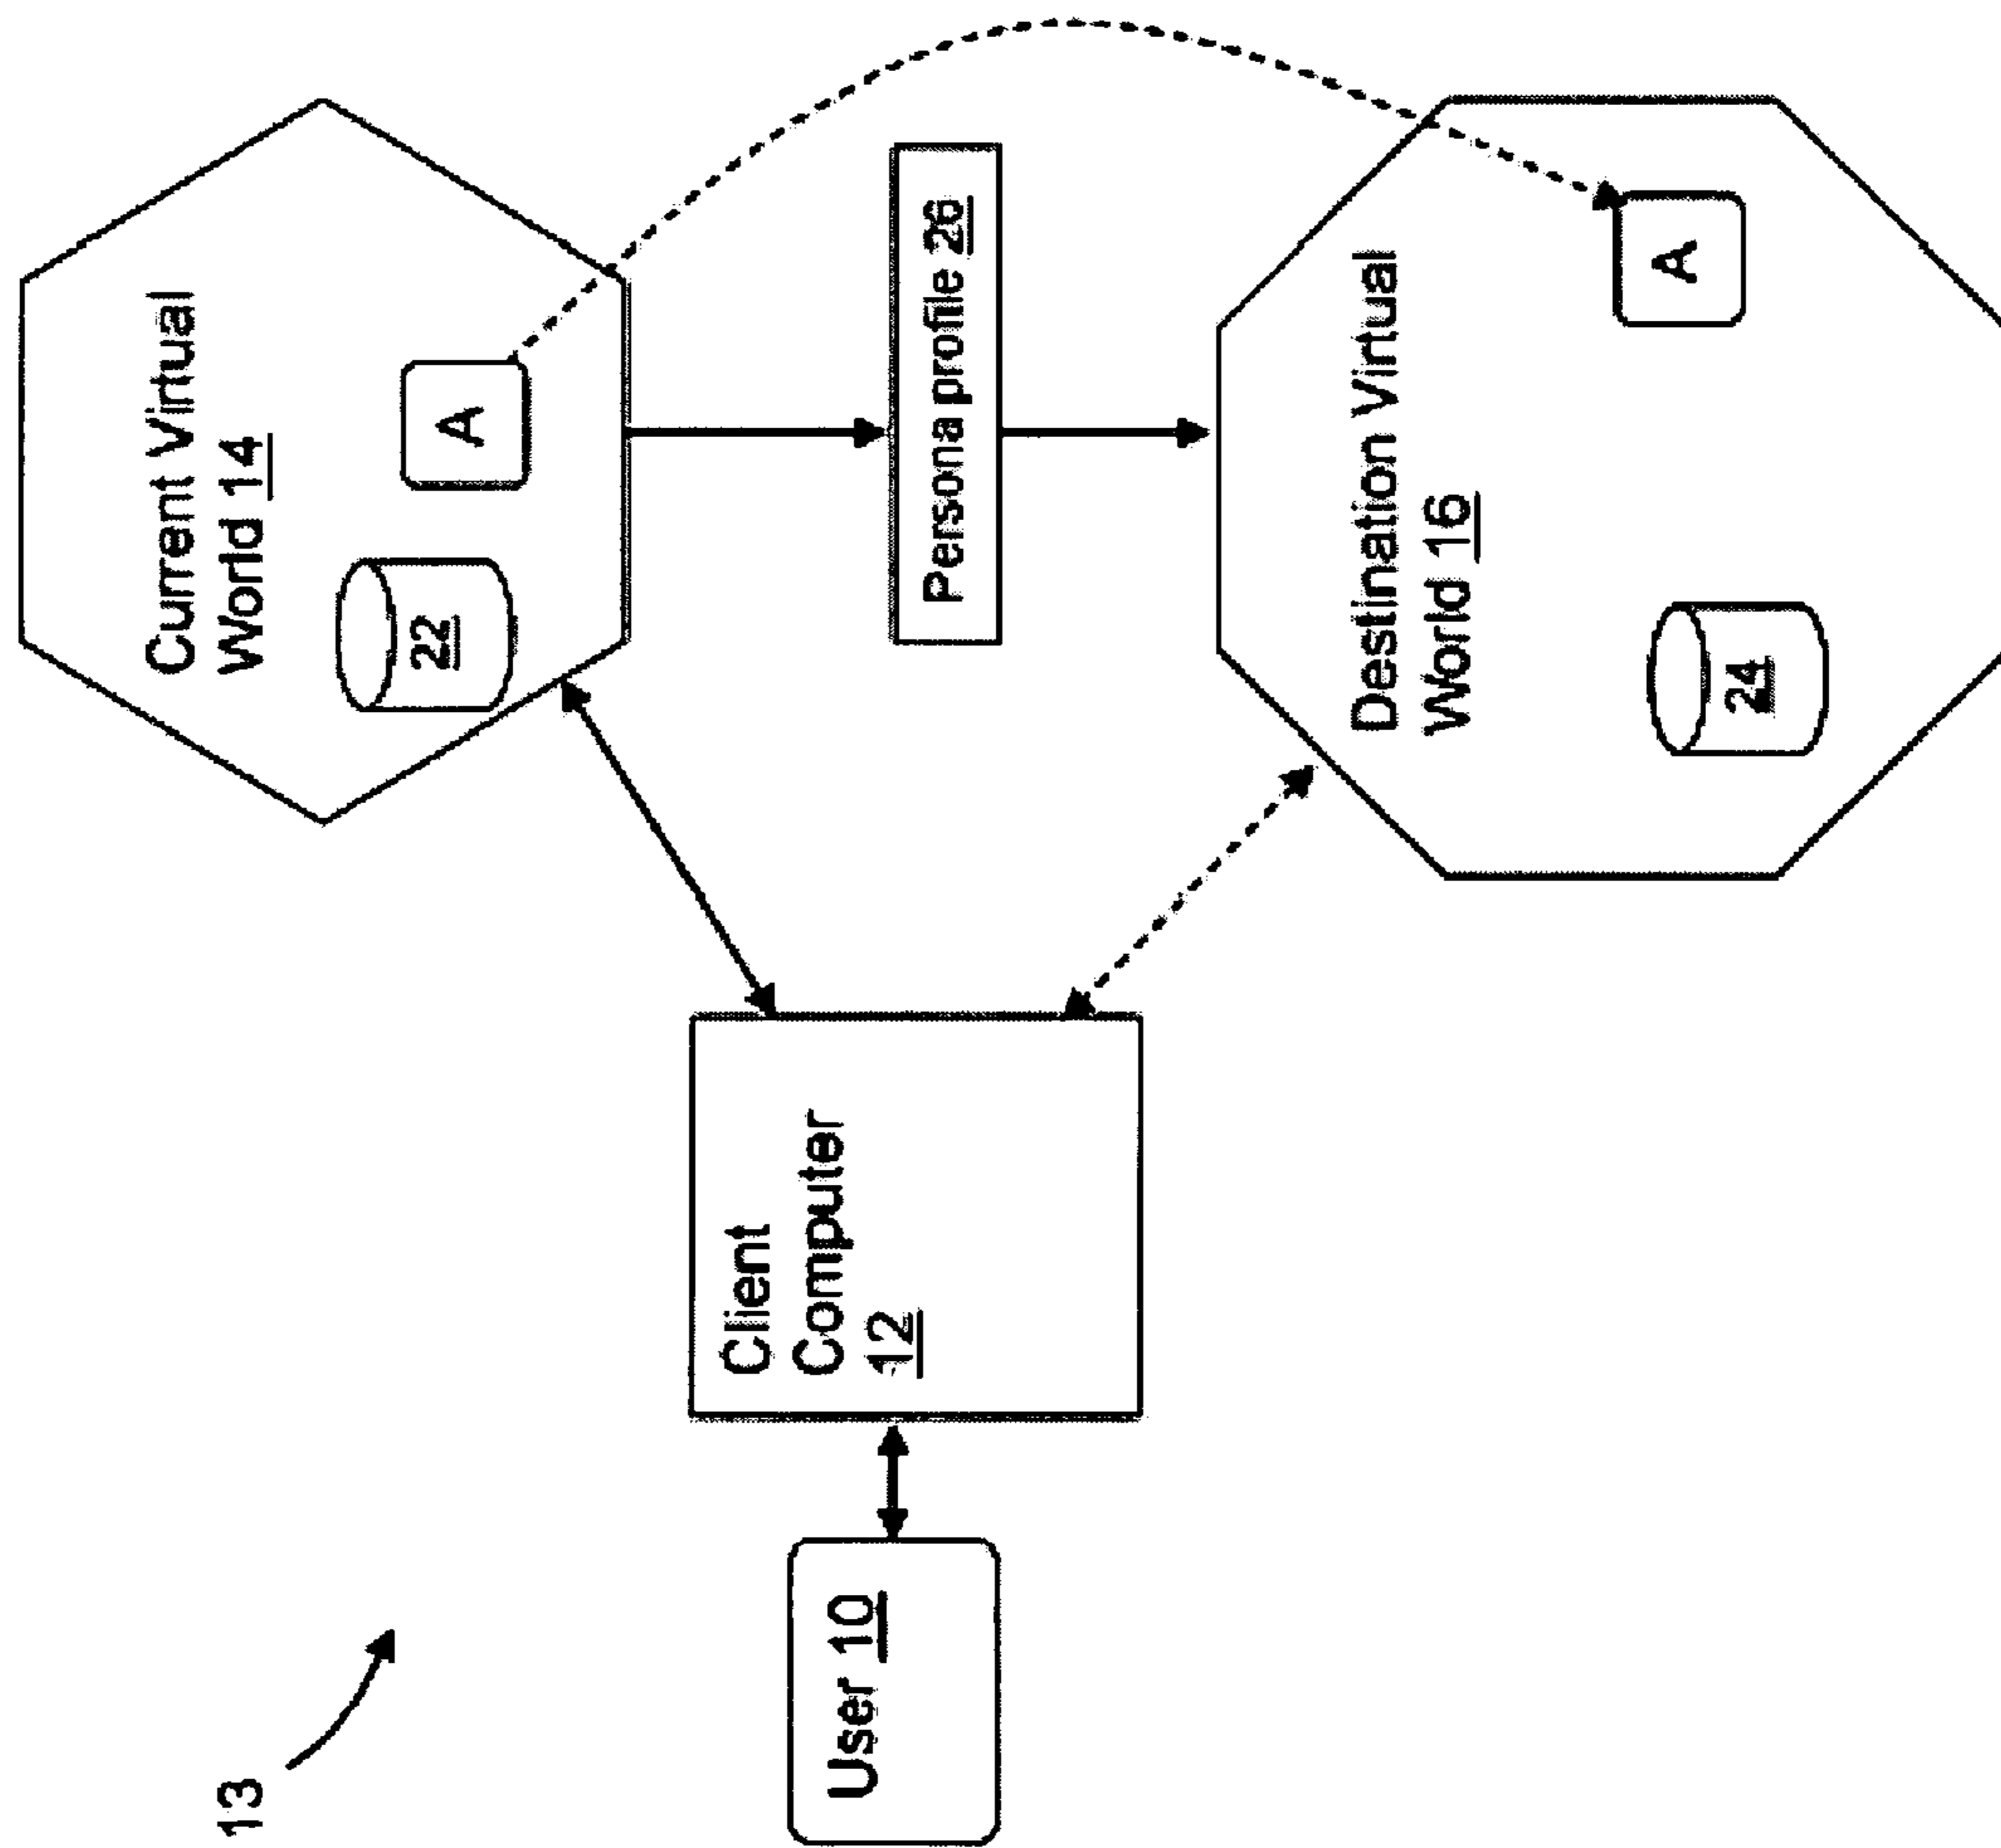 13
User 10
Client
Computer
12
Current Virtual
World 14
22
A
Persona profile 26
Destination Virtual
World 16
24
A